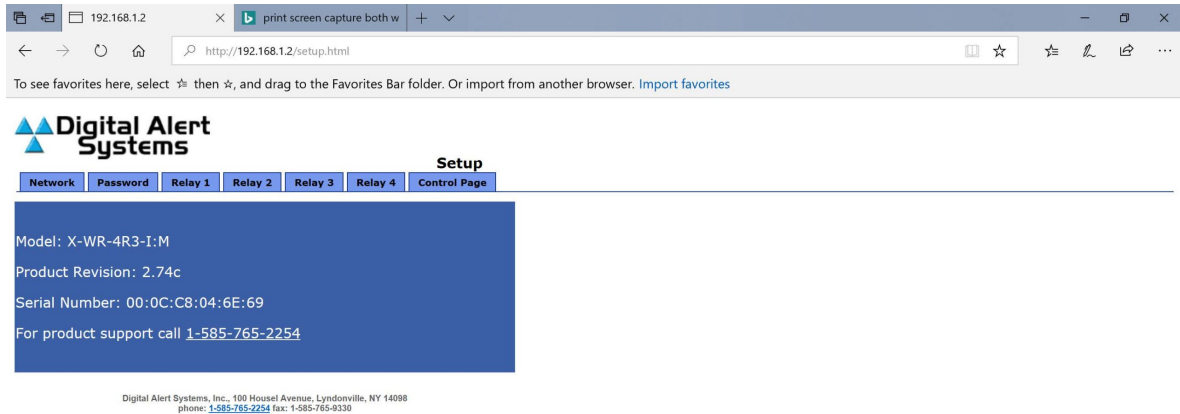 192.168.1.2
print screen capture both w
http://192.168.1.2/setup.html
To see favorites here, select then , and drag to the Favorites Bar folder. Or import from another browser. Import favorites
Digital Alert
Systems
Setup
Network Password Relay 1 Relay 2 Relay 3 Relay 4 Control Page
Model: X-WR-4R3-I:M
Product Revision: 2.74c
Serial Number: 00:0C:C8:04:6E:69
For product support call 1-585-765-2254
Digital Alert Systems, Inc., 100 Housel Avenue, Lyndonville, NY 14098
phone: 1-585-765-2254 fax: 1-585-765-9330